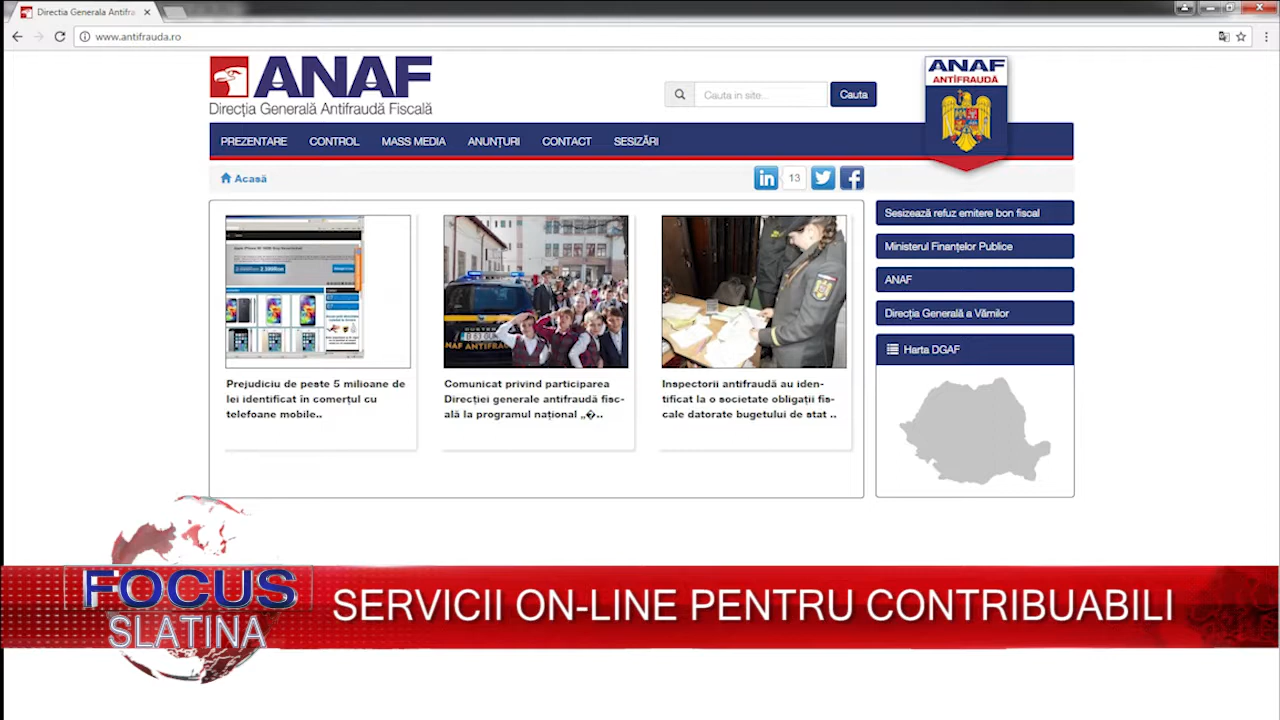 Directia Generala Antifra
www.antifrauda.ro
ANAF
Direcția Generală Antifraudă Fiscală
Cauta in site...
Cauta
ANAF
ANTIFRAUDĂ
PREZENTARE CONTROL MASS MEDIA ANUNȚURI CONTACT SESIZĂRI
Acasă
in 13
Sesizează refuz emitere bon fiscal
Ministerul Finanțelor Publice
ANAF
Direcția Generală a Vămilor
Harta DGAF
Prejudiciu de peste 5 milioane de
lei identificat în comerțul cu
telefoane mobile..
Comunicat privind participarea
Direcției generale antifraudă fisc-
ală la programul național „�..
Inspectorii antifraudă au iden-
tificat la o societate obligații fis-
cale datorate bugetului de stat ..
FOCUS
SLATINA
SERVICII ON-LINE PENTRU CONTRIBUABILI